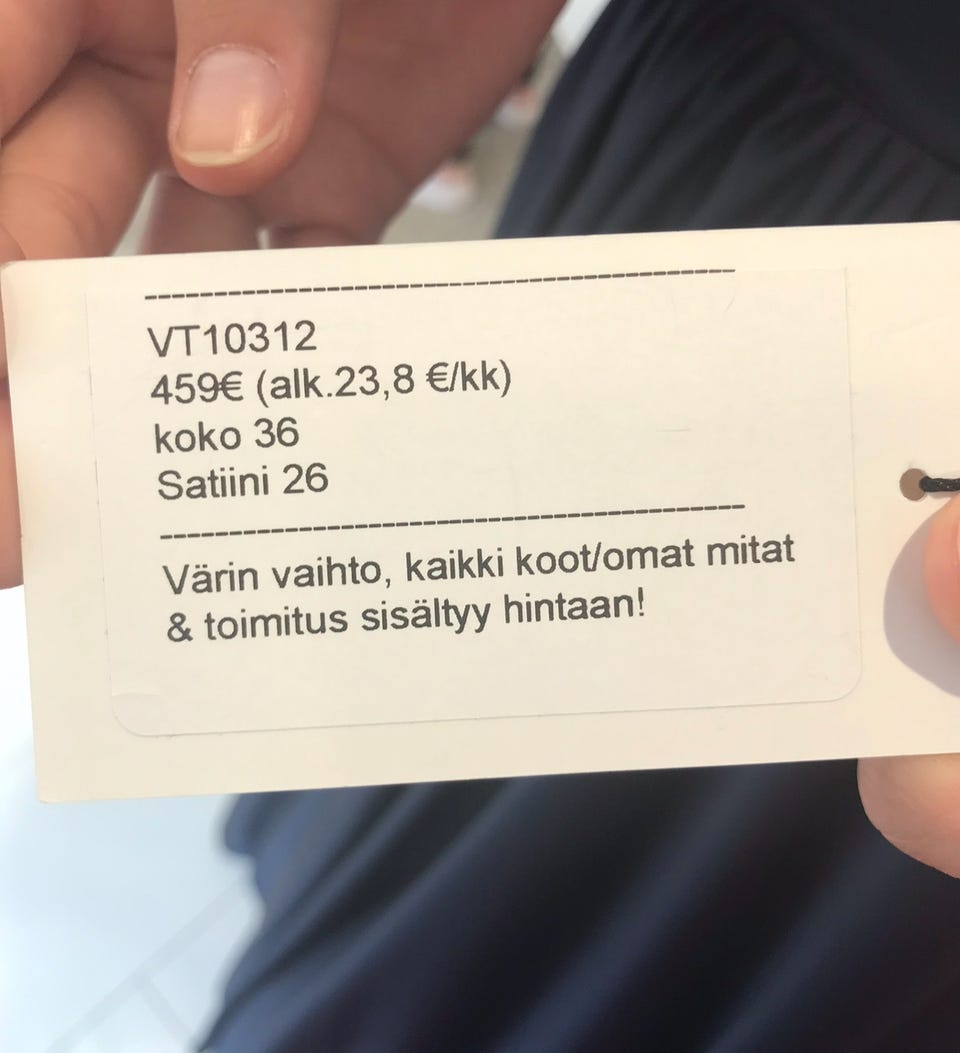 ------------------------------------------
VT10312
459€ (alk.23,8 €/kk)
koko 36
Satiini 26
------------------------------------------
Värin vaihto, kaikki koot/omat mitat
& toimitus sisältyy hintaan!